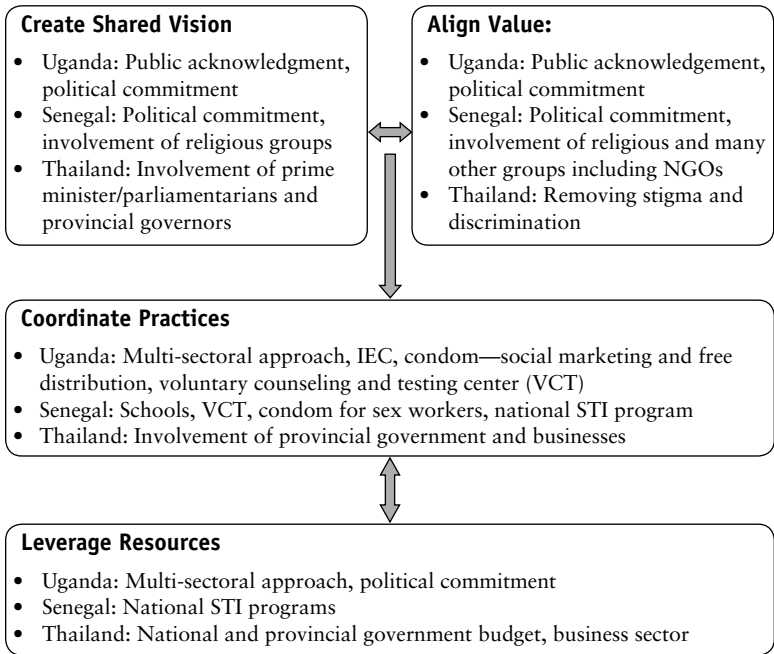 Create Shared Vision
• Uganda: Public acknowledgment,
political commitment
• Senegal: Political commitment,
involvement of religious groups
• Thailand: Involvement of prime
minister/parliamentarians and
provincial governors
Align Value:
• Uganda: Public acknowledgement,
political commitment
• Senegal: Political commitment,
involvement of religious and many
other groups including NGOs
• Thailand: Removing stigma and
discrimination
Coordinate Practices
• Uganda: Multi-sectoral approach, IEC, condom—social marketing and free
distribution, voluntary counseling and testing center (VCT)
• Senegal: Schools, VCT, condom for sex workers, national STI program
• Thailand: Involvement of provincial government and businesses
Leverage Resources
• Uganda: Multi-sectoral approach, political commitment
• Senegal: National STI programs
• Thailand: National and provincial government budget, business sector